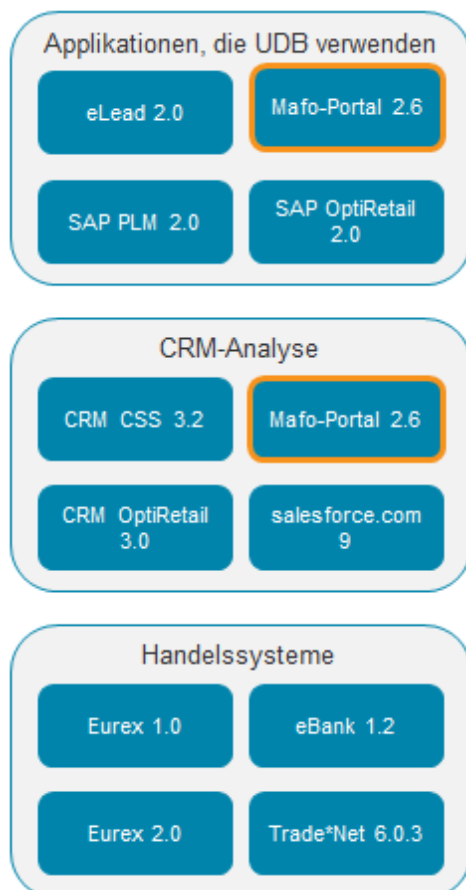 Applikationen, die UDB verwenden
eLead 2.0
Mafo-Portal 2.6
SAP PLM 2.0
SAP OptiRetail
2.0
CRM-Analyse
CRM CSS 3.2
Mafo-Portal 2.6
CRM OptiRetail
3.0
salesforce.com
9
Handelssysteme
Eurex 1.0
eBank 1.2
Eurex 2.0
Trade*Net 6.0.3